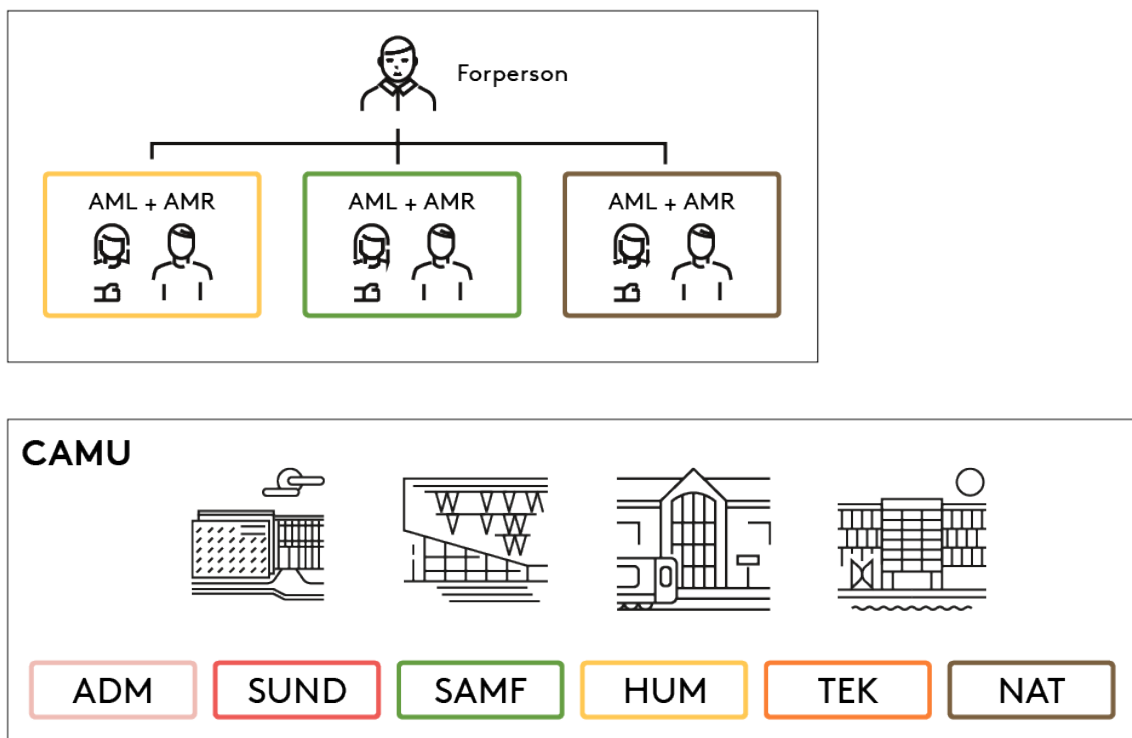 Forperson
AML + AMR
AML + AMR
AML + AMR
CAMU
ADM
SUND
SAMF
HUM
TEK
NAT